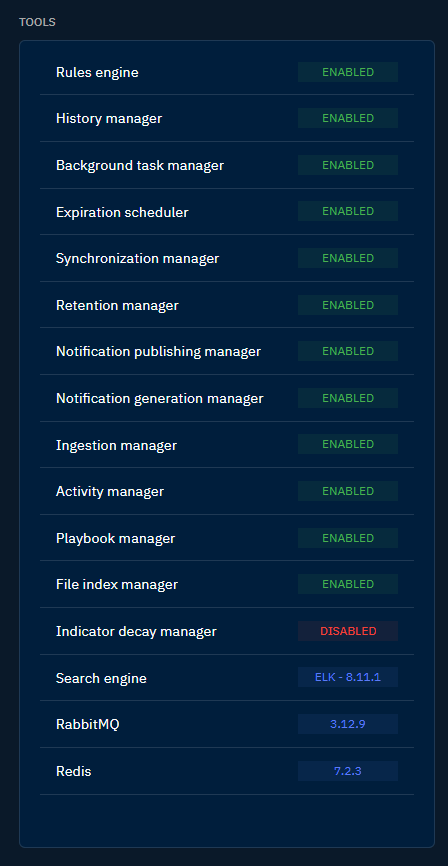 TOOLS
Rules engine ENABLED
History manager ENABLED
Background task manager ENABLED
Expiration scheduler ENABLED
Synchronization manager ENABLED
Retention manager ENABLED
Notification publishing manager ENABLED
Notification generation manager ENABLED
Ingestion manager ENABLED
Activity manager ENABLED
Playbook manager ENABLED
File index manager ENABLED
Indicator decay manager DISABLED
Search engine ELK - 8.11.1
RabbitMQ 3.12.9
Redis 7.2.3